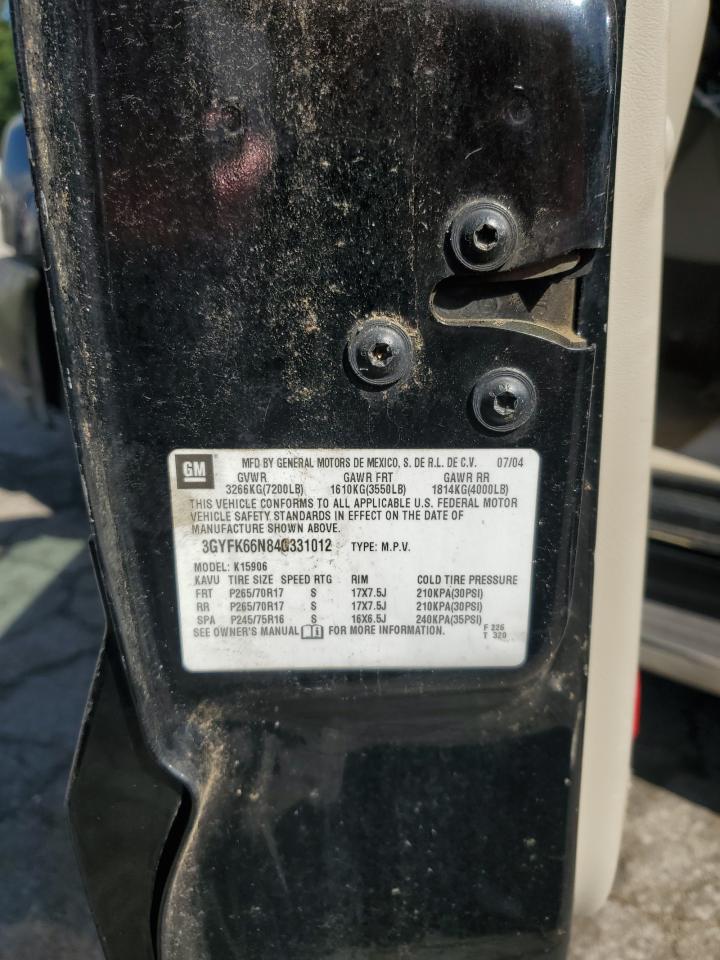 GM MFD BY GENERAL MOTORS DE MEXICO, S. DE R.L. DE C.V. 07/04
GVWR GAWR FRT GAWR RR
3266KG(7200LB) 1610KG(3550LB) 1814KG(4000LB)
THIS VEHICLE CONFORMS TO ALL APPLICABLE U.S. FEDERAL MOTOR
VEHICLE SAFETY STANDARDS IN EFFECT ON THE DATE OF
MANUFACTURE SHOWN ABOVE.
3GYFK66N84G331012 TYPE: M.P.V.
MODEL: K15906
KAVU TIRE SIZE SPEED RTG RIM COLD TIRE PRESSURE
FRT P265/70R17 S 17X7.5J 210KPA(30PSI)
RR P265/70R17 S 17X7.5J 210KPA(30PSI)
SPA P245/75R16 S 16X6.5J 240KPA(35PSI)
SEE OWNER'S MANUAL FOR MORE INFORMATION. F 226
T 320